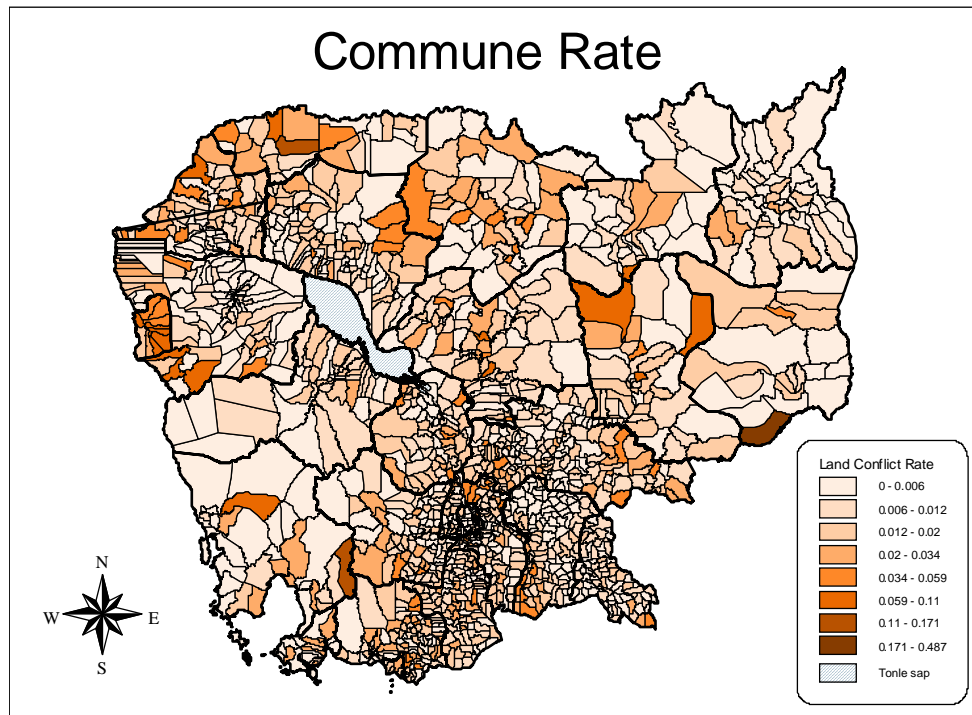 Commune Rate
Land Conflict Rate
0 - 0.006
0.006 - 0.012
0.012 - 0.02
0.02 - 0.034
0.034 - 0.059
0.059 - 0.11
0.11 - 0.171
0.171 - 0.487
Tonle sap
N
W E
S